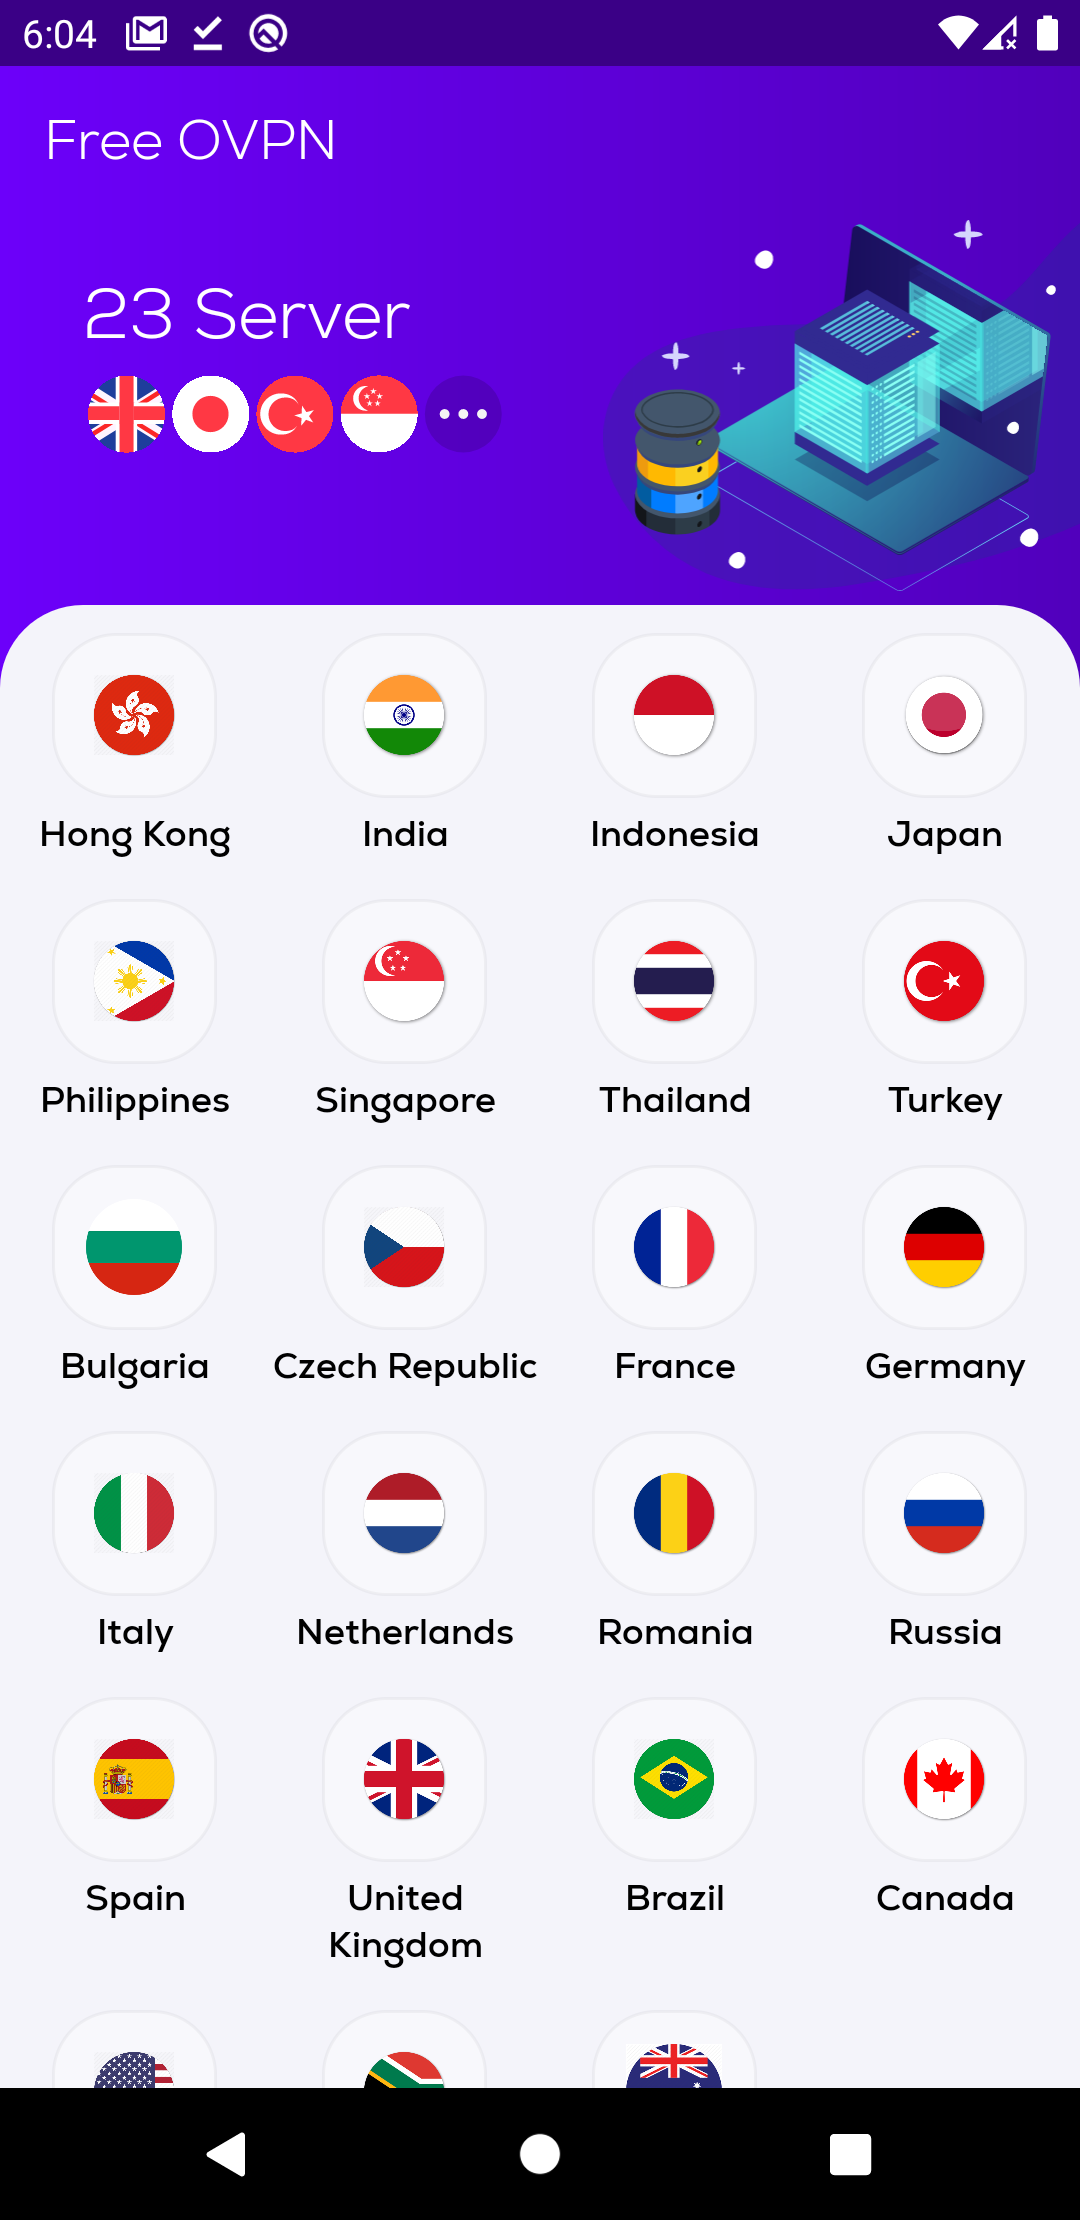 6:04
Free OVPN
23 Server
Hong Kong
India
Indonesia
Japan
Philippines
Singapore
Thailand
Turkey
Bulgaria
Czech Republic
France
Germany
Italy
Netherlands
Romania
Russia
Spain
United
Kingdom
Brazil
Canada